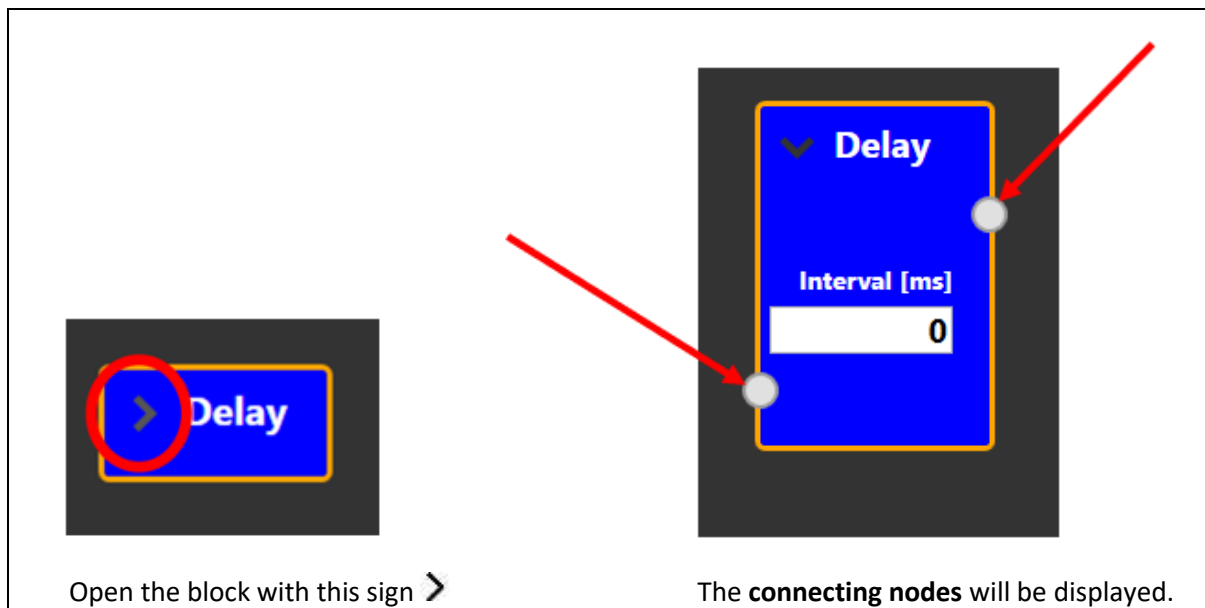 Delay
Open the block with this sign >
Delay
Interval [ms]
0
The connecting nodes will be displayed.